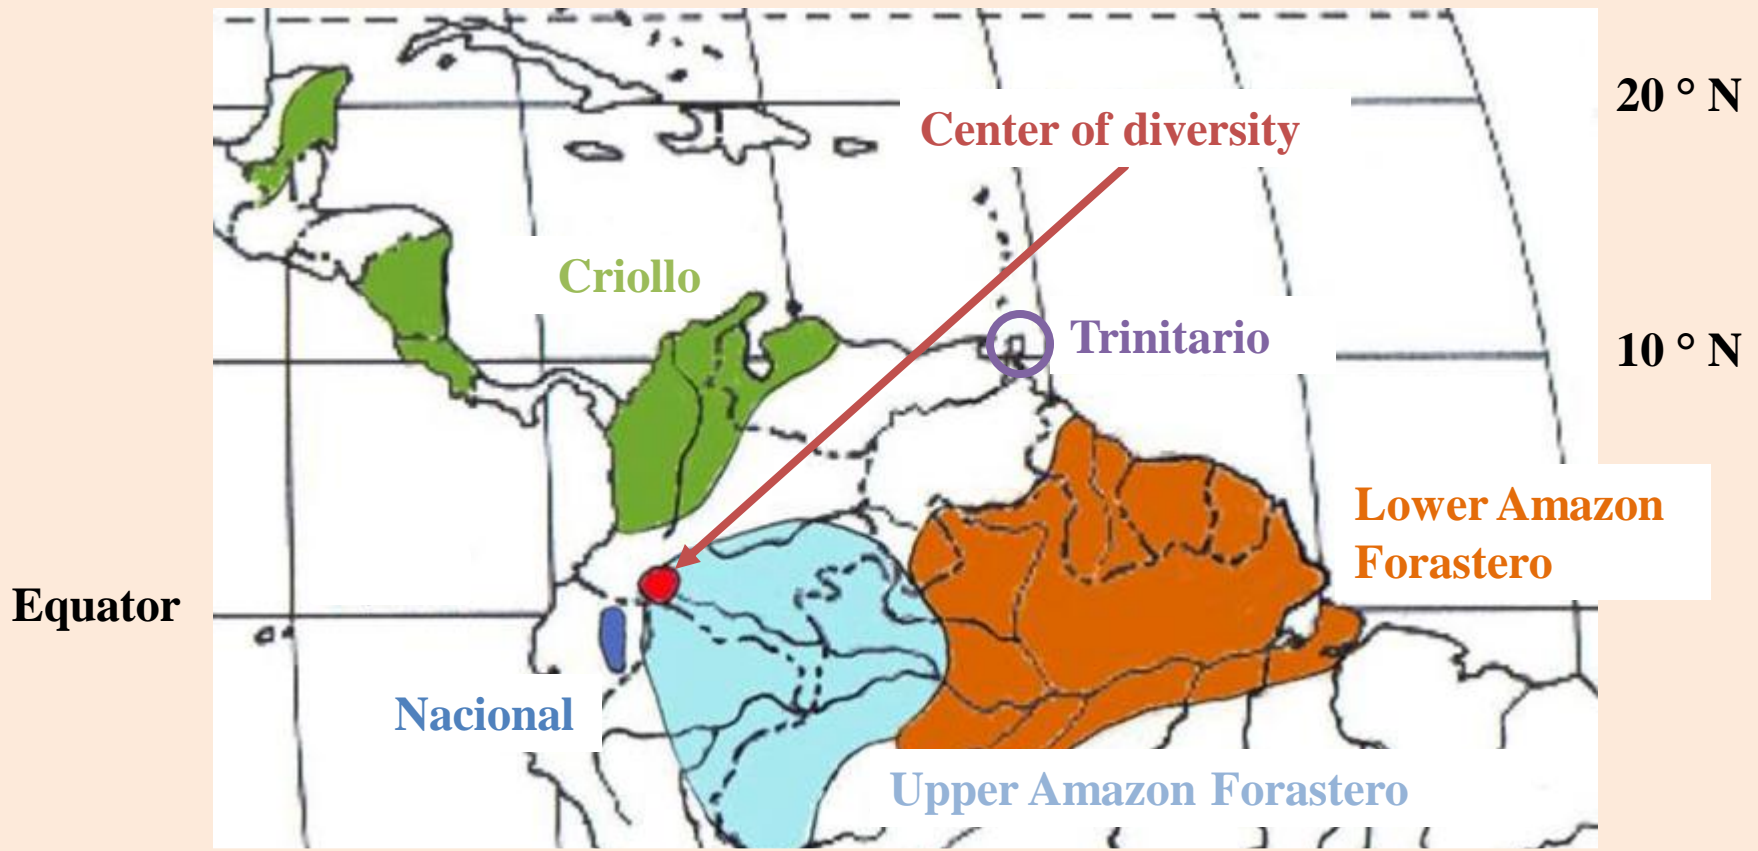 20 ° N
Center of diversity
Criollo
Trinitario
10 ° N
Lower Amazon
Forastero
Equator
Nacional
Upper Amazon Forastero